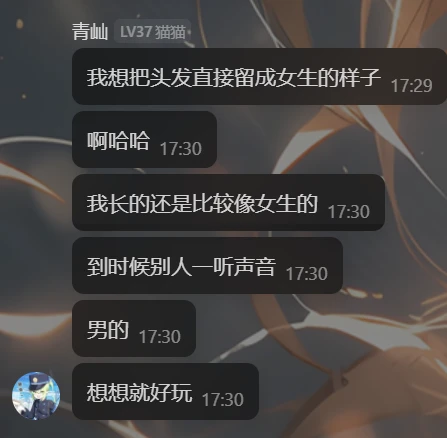 青屾 LV37 猫猫
我想把头发直接留成女生的样子 17:29
啊哈哈 17:30
我长的还是比较像女生的 17:30
到时候别人一听声音 17:30
男的 17:30
想想就好玩 17:30